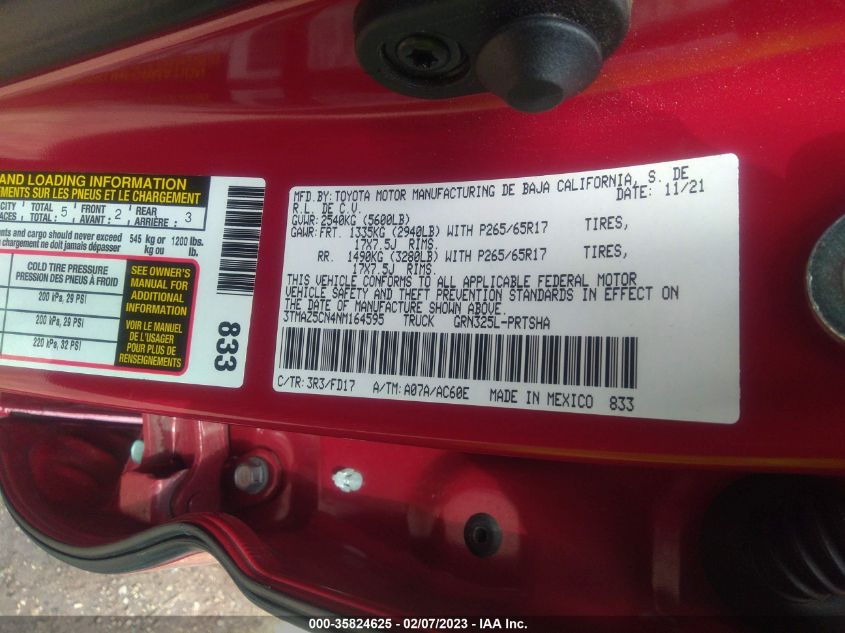 AND LOADING INFORMATION
EMENTS SUR LES PNEUS ET LE CHARGEMENT
CITY TOTAL 5 FRONT 2 REAR 3
ACES TOTAL: AVANT: ARRIÈRE:
nts and cargo should never exceed 545 kg or 1200 lbs.
chargement ne doit jamais dépasser kg ou lb.
COLD TIRE PRESSURE
PRESSION DES PNEUS À FROID
200 kPa, 29 PSI
200 kPa, 29 PSI
220 kPa, 32 PSI
SEE OWNER'S
MANUAL FOR
ADDITIONAL
INFORMATION
VOIR LE MANUEL
DE L'USAGER
POUR PLUS DE
RENSEIGNEMENTS
833
MFD.BY: TOYOTA MOTOR MANUFACTURING DE BAJA CALIFORNIA, S. DE
R.L. DE C.V. DATE: 11/21
GVWR: 2540KG (5600LB)
GAWR: FRT. 1335KG (2940LB) WITH P265/65R17 TIRES,
17X7.5J RIMS.
RR. 1490KG (3280LB) WITH P265/65R17 TIRES,
17X7.5J RIMS.
THIS VEHICLE CONFORMS TO ALL APPLICABLE FEDERAL MOTOR
VEHICLE SAFETY AND THEFT PREVENTION STANDARDS IN EFFECT ON
THE DATE OF MANUFACTURE SHOWN ABOVE.
3TMAZ5CN4NM164595 TRUCK GRN325L-PRTSHA
C/TR: 3R3/FD17 A/TM: A07A/AC60E MADE IN MEXICO 833
000-35824625 - 02/07/2023 - IAA Inc.